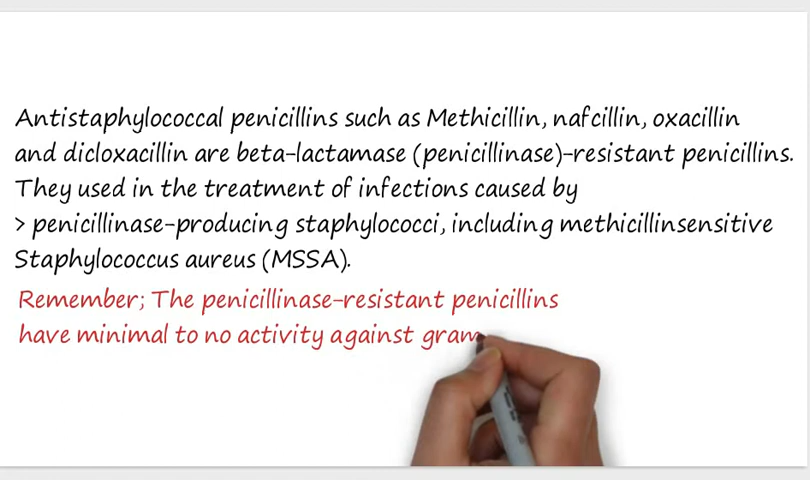 Antistaphylococcal penicillins such as Methicillin, nafcillin, oxacillin
and dicloxacillin are beta-lactamase (penicillinase)-resistant penicillins.
They used in the treatment of infections caused by
> penicillinase-producing staphylococci, including methicillinsensitive
Staphylococcus aureus (MSSA).
Remember; The penicillinase-resistant penicillins
have minimal to no activity against gram